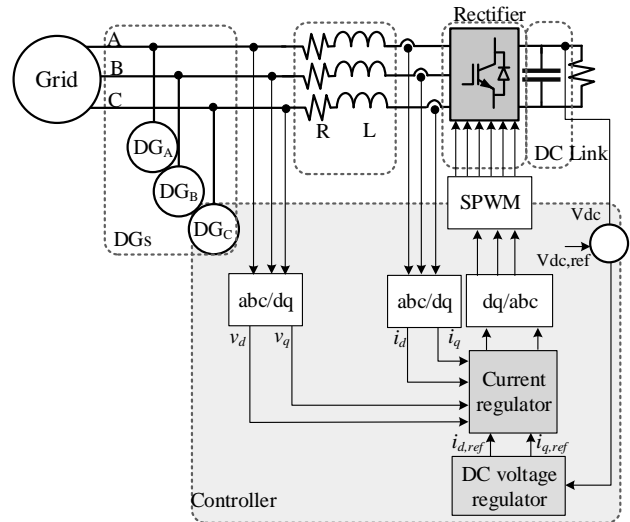 Rectifier
A
Grid
B
C
R
L
DG_A
DG_B
DG_C
DGs
DC Link
SPWM
Vdc
Vdc,ref
abc/dq
abc/dq
dq/abc
v_d
v_q
i_d
i_q
Current
regulator
i_d,ref
i_q,ref
DC voltage
regulator
Controller